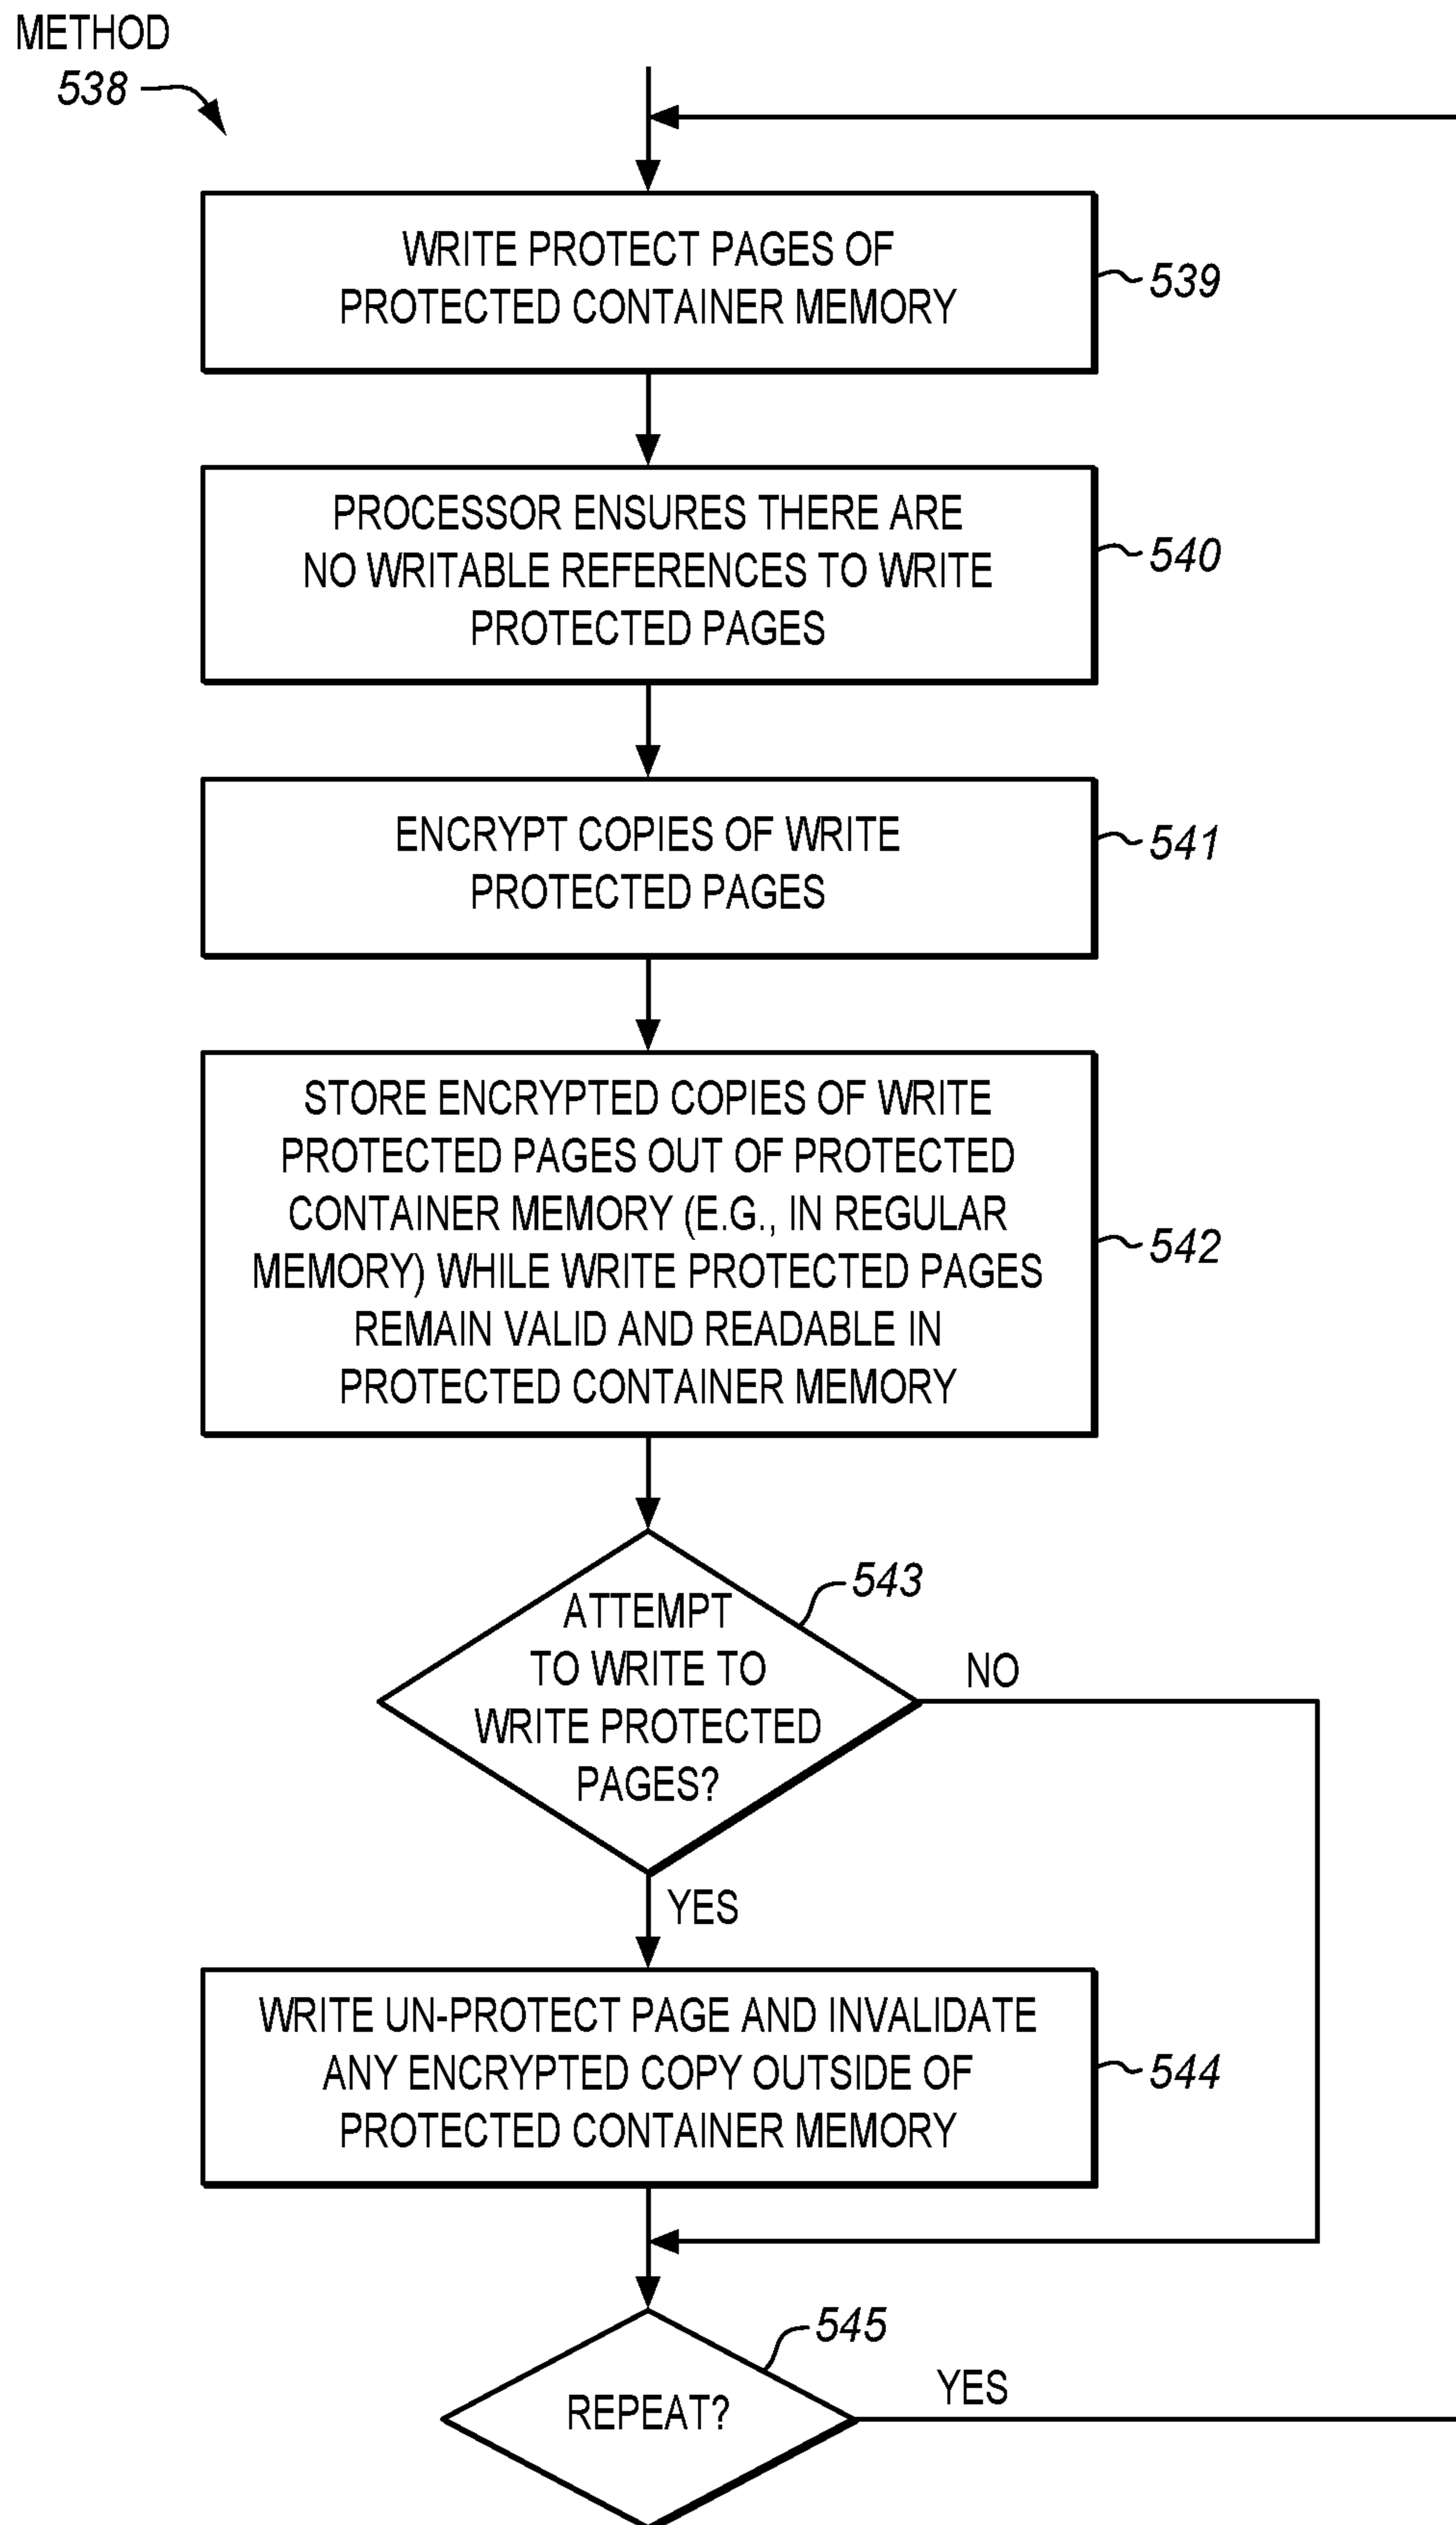 METHOD
538
WRITE PROTECT PAGES OF
PROTECTED CONTAINER MEMORY
539
PROCESSOR ENSURES THERE ARE
NO WRITABLE REFERENCES TO WRITE
PROTECTED PAGES
540
ENCRYPT COPIES OF WRITE
PROTECTED PAGES
541
STORE ENCRYPTED COPIES OF WRITE
PROTECTED PAGES OUT OF PROTECTED
CONTAINER MEMORY (E.G., IN REGULAR
MEMORY) WHILE WRITE PROTECTED PAGES
REMAIN VALID AND READABLE IN
PROTECTED CONTAINER MEMORY
542
543
ATTEMPT
TO WRITE TO
WRITE PROTECTED
PAGES?
NO
YES
WRITE UN-PROTECT PAGE AND INVALIDATE
ANY ENCRYPTED COPY OUTSIDE OF
PROTECTED CONTAINER MEMORY
544
545
REPEAT?
YES